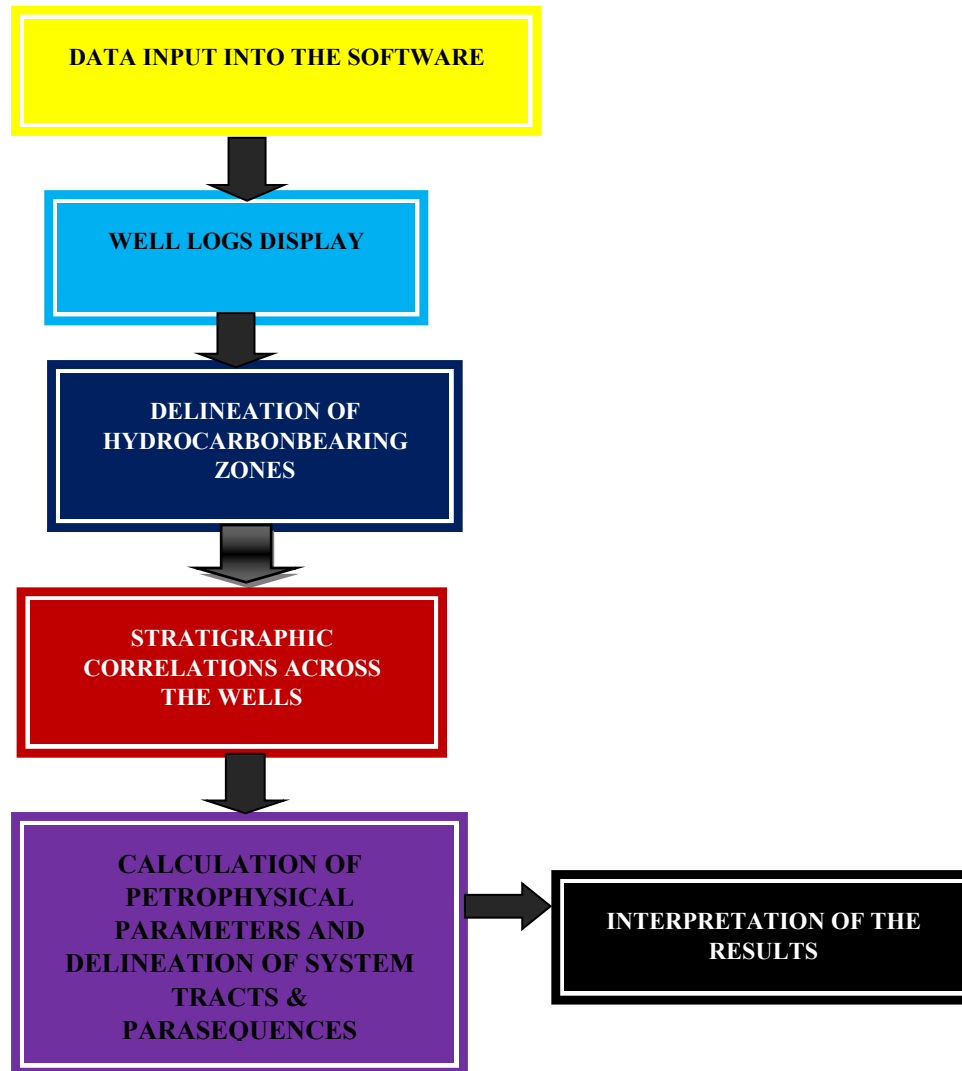 DATA INPUT INTO THE SOFTWARE
WELL LOGS DISPLAY
DELINEATION OF
HYDROCARBONBEARING
ZONES
STRATIGRAPHIC
CORRELATIONS ACROSS
THE WELLS
CALCULATION OF
PETROPHYSICAL
PARAMETERS AND
DELINEATION OF SYSTEM
TRACTS &
PARASEQUENCES
INTERPRETATION OF THE
RESULTS